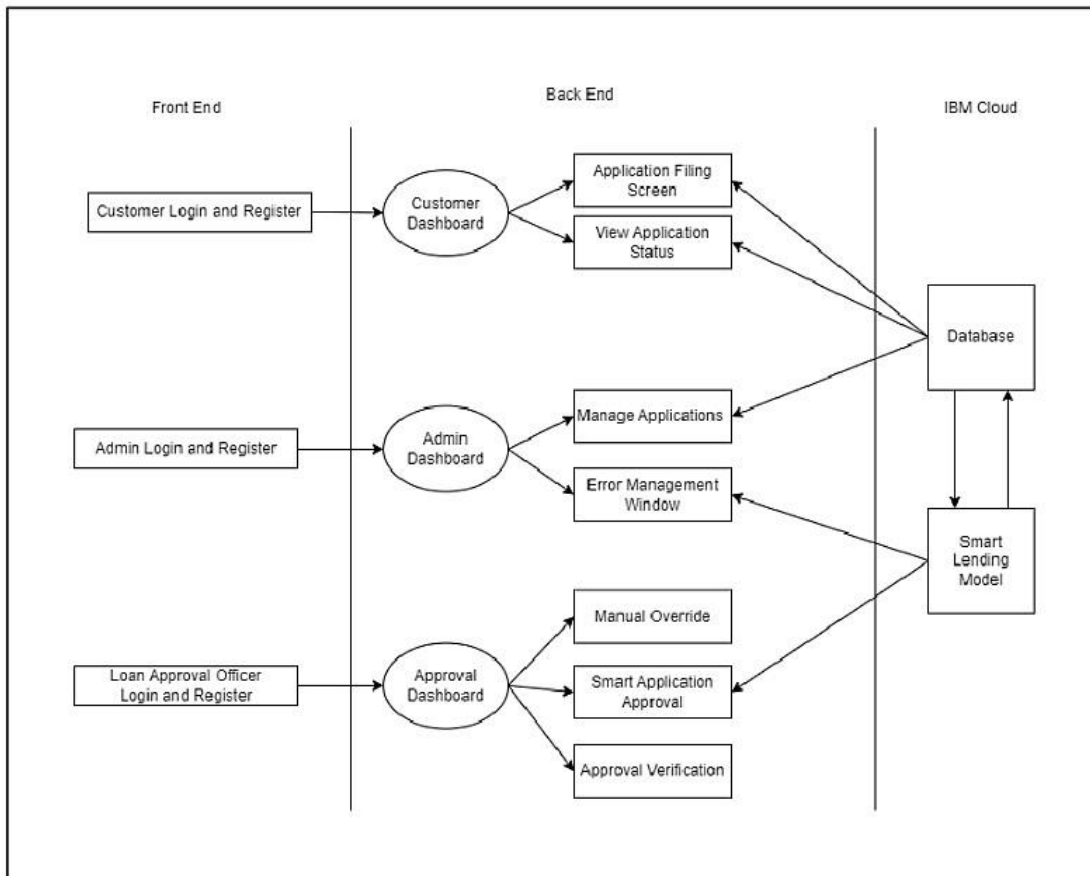 Front End
Back End
IBM Cloud
Customer Login and Register
Customer
Dashboard
Application Filing
Screen
View Application
Status
Database
Admin Login and Register
Admin
Dashboard
Manage Applications
Error Management
Window
Smart
Lending
Model
Loan Approval Officer
Login and Register
Approval
Dashboard
Manual Override
Smart Application
Approval
Approval Verification